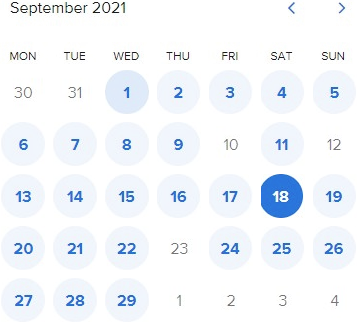 September 2021
MON TUE WED THU FRI SAT SUN
30 31 1 2 3 4 5
6 7 8 9 10 11 12
13 14 15 16 17 18 19
20 21 22 23 24 25 26
27 28 29 1 2 3 4